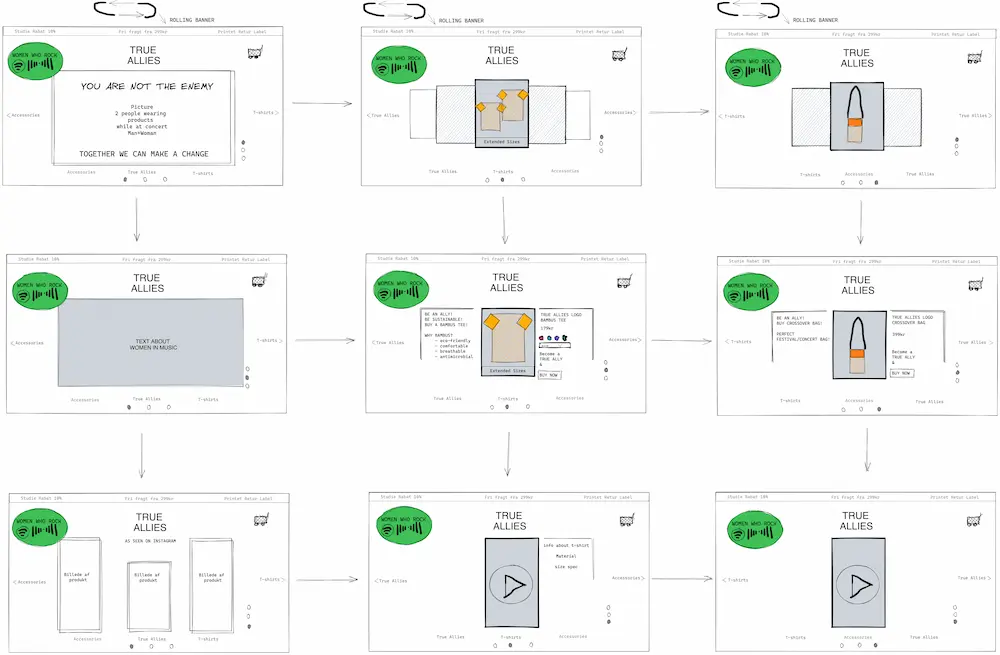 ROLLING BANNER
Studie Rabat 10%
Fri fragt fra 299kr
Printet Retur Label
WOMEN WHO ROCK
TRUE
ALLIES
YOU ARE NOT THE ENEMY
Picture
2 people wearing
products
while at concert
Man+Woman
TOGETHER WE CAN MAKE A CHANGE
<Accessories
T-shirts>
Accessories
True Allies
T-shirts
ROLLING BANNER
Studie Rabat 10%
Fri fragt fra 299kr
Printet Retur Label
WOMEN WHO ROCK
TRUE
ALLIES
Extended Sizes
<True Allies
Accessories>
True Allies
T-shirts
Accessories
ROLLING BANNER
Studie Rabat 10%
Fri fragt fra 299kr
Printet Retur Label
WOMEN WHO ROCK
TRUE
ALLIES
<T-shirts
True Allies>
T-shirts
Accessories
True Allies
Studie Rabat 10%
Fri fragt fra 299kr
Printet Retur Label
WOMEN WHO ROCK
TRUE
ALLIES
TEXT ABOUT
WOMEN IN MUSIC
<Accessories
T-shirts>
Accessories
True Allies
T-shirts
Studie Rabat 10%
Fri fragt fra 299kr
Printet Retur Label
WOMEN WHO ROCK
TRUE
ALLIES
BE AN ALLY!
BE SUSTAINABLE!
BUY A BAMBUS TEE!
WHY BAMBUS?
- eco-friendly
- comfortable
- breathable
- antimicrobial
Extended Sizes
TRUE ALLIES LOGO
BAMBUS TEE
179kr
Become a
TRUE ALLY
&
BUY NOW
<True Allies
Accessories>
True Allies
T-shirts
Accessories
Studie Rabat 10%
Fri fragt fra 299kr
Printet Retur Label
WOMEN WHO ROCK
TRUE
ALLIES
BE AN ALLY!
BUY CROSSOVER BAG!
PERFECT
FESTIVAL/CONCERT BAG!
TRUE ALLIES LOGO
CROSSOVER BAG
399kr
Become a
TRUE ALLY
&
BUY NOW
<T-shirts
True Allies>
T-shirts
Accessories
True Allies
Studie Rabat 10%
Fri fragt fra 299kr
Printet Retur Label
WOMEN WHO ROCK
TRUE
ALLIES
AS SEEN ON INSTAGRAM
Billede af
produkt
Billede af
produkt
Billede af
produkt
<Accessories
T-shirts>
Accessories
True Allies
T-shirts
Studie Rabat 10%
Fri fragt fra 299kr
Printet Retur Label
WOMEN WHO ROCK
TRUE
ALLIES
info about t-shirt
Material
size spec
<True Allies
Accessories>
True Allies
T-shirts
Accessories
Studie Rabat 10%
Fri fragt fra 299kr
Printet Retur Label
WOMEN WHO ROCK
TRUE
ALLIES
<T-shirts
True Allies>
T-shirts
Accessories
True Allies